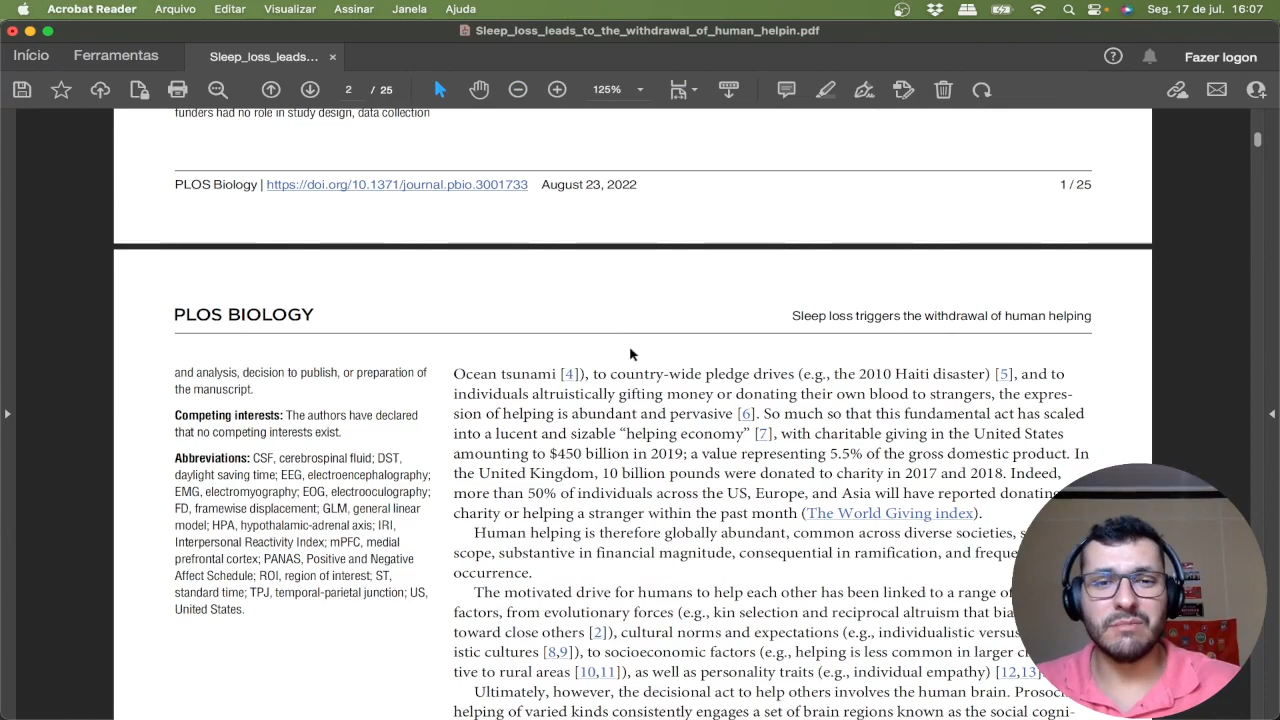 Acrobat Reader Arquivo Editar Visualizar Assinar Janela Ajuda Seg. 17 de jul. 16:07
Sleep_loss_leads_to_the_withdrawal_of_human_helpin.pdf
Início Ferramentas Sleep_loss_leads... × Fazer logon
2 / 25 125%
funders had no role in study design, data collection
PLOS Biology | https://doi.org/10.1371/journal.pbio.3001733 August 23, 2022 1 / 25
PLOS BIOLOGY Sleep loss triggers the withdrawal of human helping
and analysis, decision to publish, or preparation of
the manuscript.
Competing interests: The authors have declared
that no competing interests exist.
Abbreviations: CSF, cerebrospinal fluid; DST,
daylight saving time; EEG, electroencephalography;
EMG, electromyography; EOG, electrooculography;
FD, framewise displacement; GLM, general linear
model; HPA, hypothalamic-adrenal axis; IRI,
Interpersonal Reactivity Index; mPFC, medial
prefrontal cortex; PANAS, Positive and Negative
Affect Schedule; ROI, region of interest; ST,
standard time; TPJ, temporal-parietal junction; US,
United States.
Ocean tsunami [4]), to country-wide pledge drives (e.g., the 2010 Haiti disaster) [5], and to
individuals altruistically gifting money or donating their own blood to strangers, the expres-
sion of helping is abundant and pervasive [6]. So much so that this fundamental act has scaled
into a lucent and sizable “helping economy” [7], with charitable giving in the United States
amounting to $450 billion in 2019; a value representing 5.5% of the gross domestic product. In
the United Kingdom, 10 billion pounds were donated to charity in 2017 and 2018. Indeed,
more than 50% of individuals across the US, Europe, and Asia will have reported donating
charity or helping a stranger within the past month (The World Giving index).
Human helping is therefore globally abundant, common across diverse societies,
scope, substantive in financial magnitude, consequential in ramification, and
occurrence.
The motivated drive for humans to help each other has been linked to a range of
factors, from evolutionary forces (e.g., kin selection and reciprocal altruism that
toward close others [2]), cultural norms and expectations (e.g., individualistic
istic cultures [8,9]), to socioeconomic factors (e.g., helping is less common in larger
tive to rural areas [10,11]), as well as personality traits (e.g., individual empathy) [12,13]
Ultimately, however, the decisional act to help others involves the human brain.
helping of varied kinds consistently engages a set of brain regions known as the social cogni-